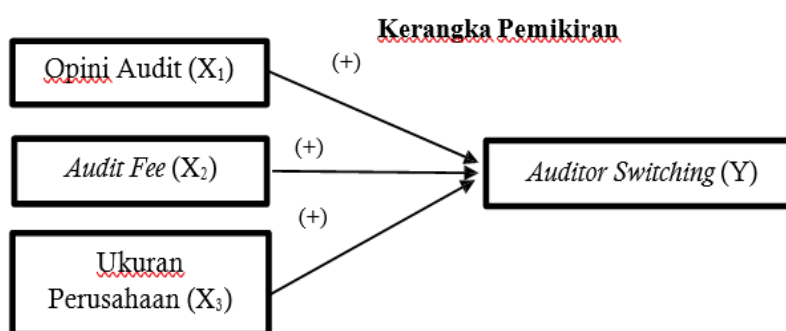 Kerangka Pemikiran
Opini Audit (X₁)
(+)
Audit Fee (X₂)
(+)
Auditor Switching (Y)
(+)
Ukuran
Perusahaan (X₃)